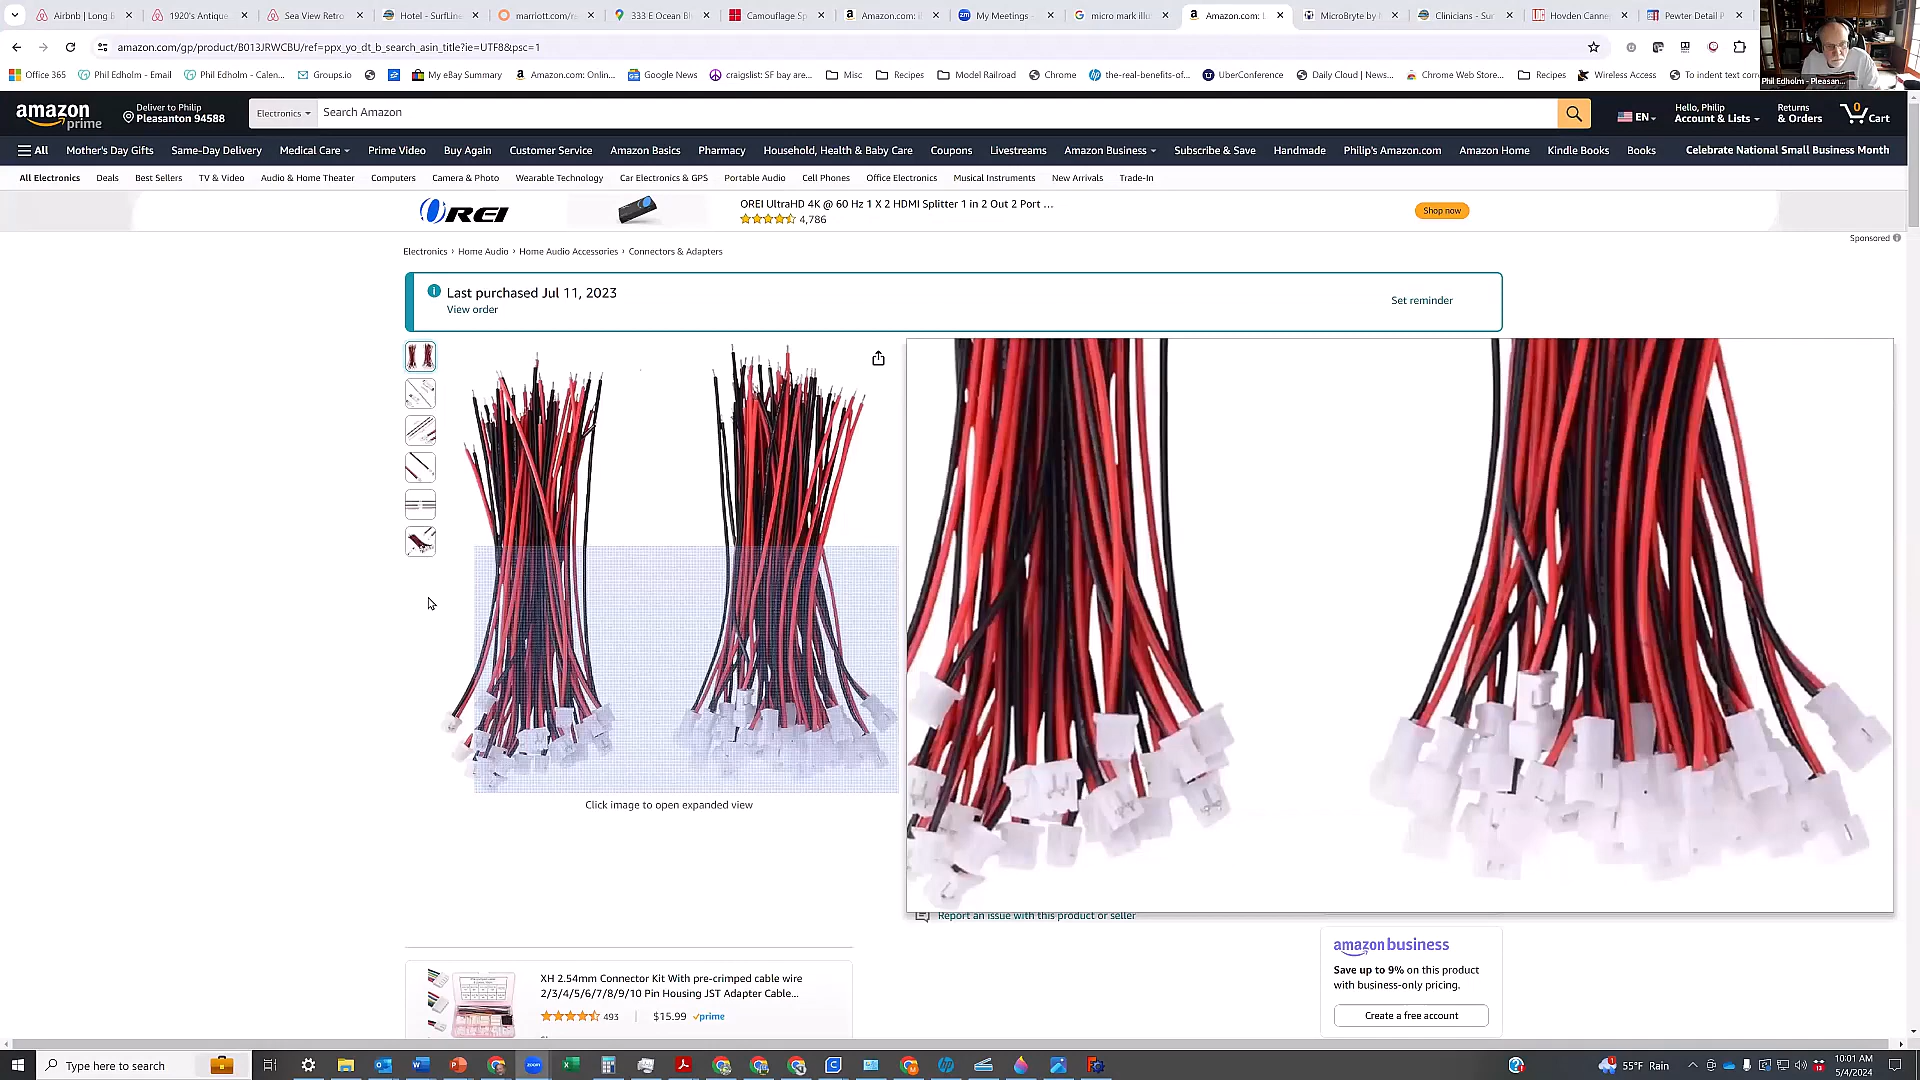 Airbnb | Long B
1920's Antique
Sea View Retro
Hotel - SurfLine
marriott.com/re
333 E Ocean Bl
Camouflage Sp
Amazon.com: i
My Meetings -
micro mark illu
Amazon.com: L
MicroBryte by
Clinicians - Sur
Hovden Canne
Pewter Detail P
amazon.com/gp/product/B013JRWCBU/ref=ppx_yo_dt_b_search_asin_title?ie=UTF8&psc=1
Office 365
Phil Edholm - Email
Phil Edholm - Calen...
Groups.io
My eBay Summary
Amazon.com: Onlin...
Google News
craigslist: SF bay are...
Misc
Recipes
Model Railroad
Chrome
the-real-benefits-of...
UberConference
Daily Cloud | News...
Chrome Web Store...
Recipes
Wireless Access
To indent text corr
Phil Edholm - Pleasan...
amazon
prime
Deliver to Philip
Pleasanton 94588
Electronics
Search Amazon
EN
Hello, Philip
Account & Lists
Returns
& Orders
0
Cart
All
Mother's Day Gifts
Same-Day Delivery
Medical Care
Prime Video
Buy Again
Customer Service
Amazon Basics
Pharmacy
Household, Health & Baby Care
Coupons
Livestreams
Amazon Business
Subscribe & Save
Handmade
Philip's Amazon.com
Amazon Home
Kindle Books
Books
Celebrate National Small Business Month
All Electronics
Deals
Best Sellers
TV & Video
Audio & Home Theater
Computers
Camera & Photo
Wearable Technology
Car Electronics & GPS
Portable Audio
Cell Phones
Office Electronics
Musical Instruments
New Arrivals
Trade-In
OREI
OREI UltraHD 4K @ 60 Hz 1 X 2 HDMI Splitter 1 in 2 Out 2 Port ...
4,786
Shop now
Sponsored
Electronics › Home Audio › Home Audio Accessories › Connectors & Adapters
Last purchased Jul 11, 2023
View order
Set reminder
Click image to open expanded view
Report an issue with this product or seller
amazon business
Save up to 9% on this product
with business-only pricing.
Create a free account
XH 2.54mm Connector Kit With pre-crimped cable wire
2/3/4/5/6/7/8/9/10 Pin Housing JST Adapter Cable...
493 | $15.99 prime
Type here to search
55°F Rain
10:01 AM
5/4/2024